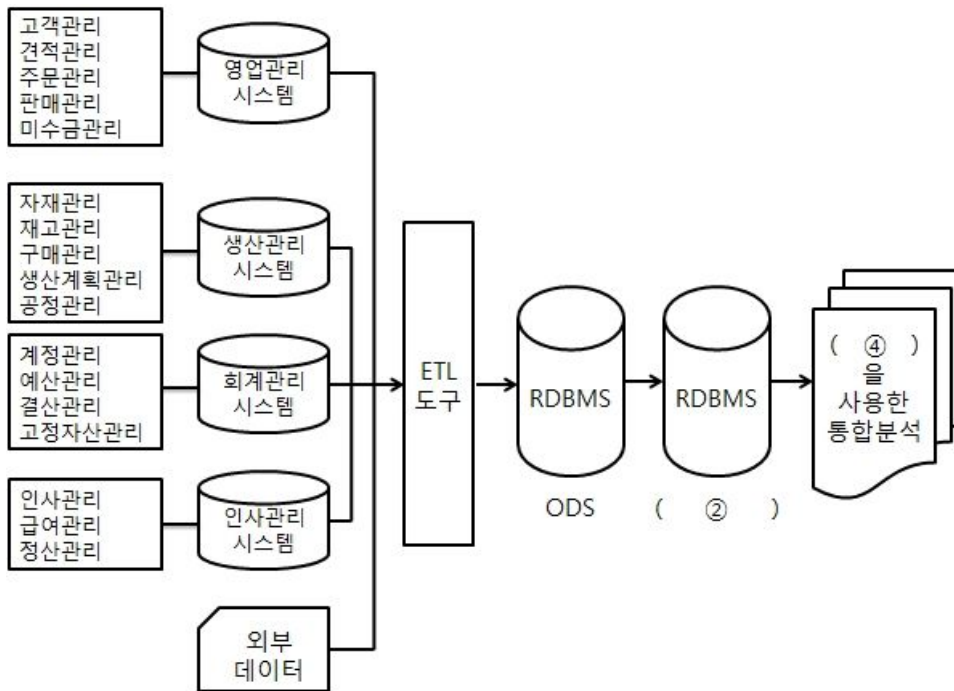 고객관리
견적관리
주문관리
판매관리
미수금관리
영업관리
시스템
자재관리
재고관리
구매관리
생산계획관리
공정관리
생산관리
시스템
계정관리
예산관리
결산관리
고정자산관리
회계관리
시스템
인사관리
급여관리
정산관리
인사관리
시스템
외부
데이터
ETL
도구
RDBMS
ODS
RDBMS
( ② )
( ④ )
을
사용한
통합분석